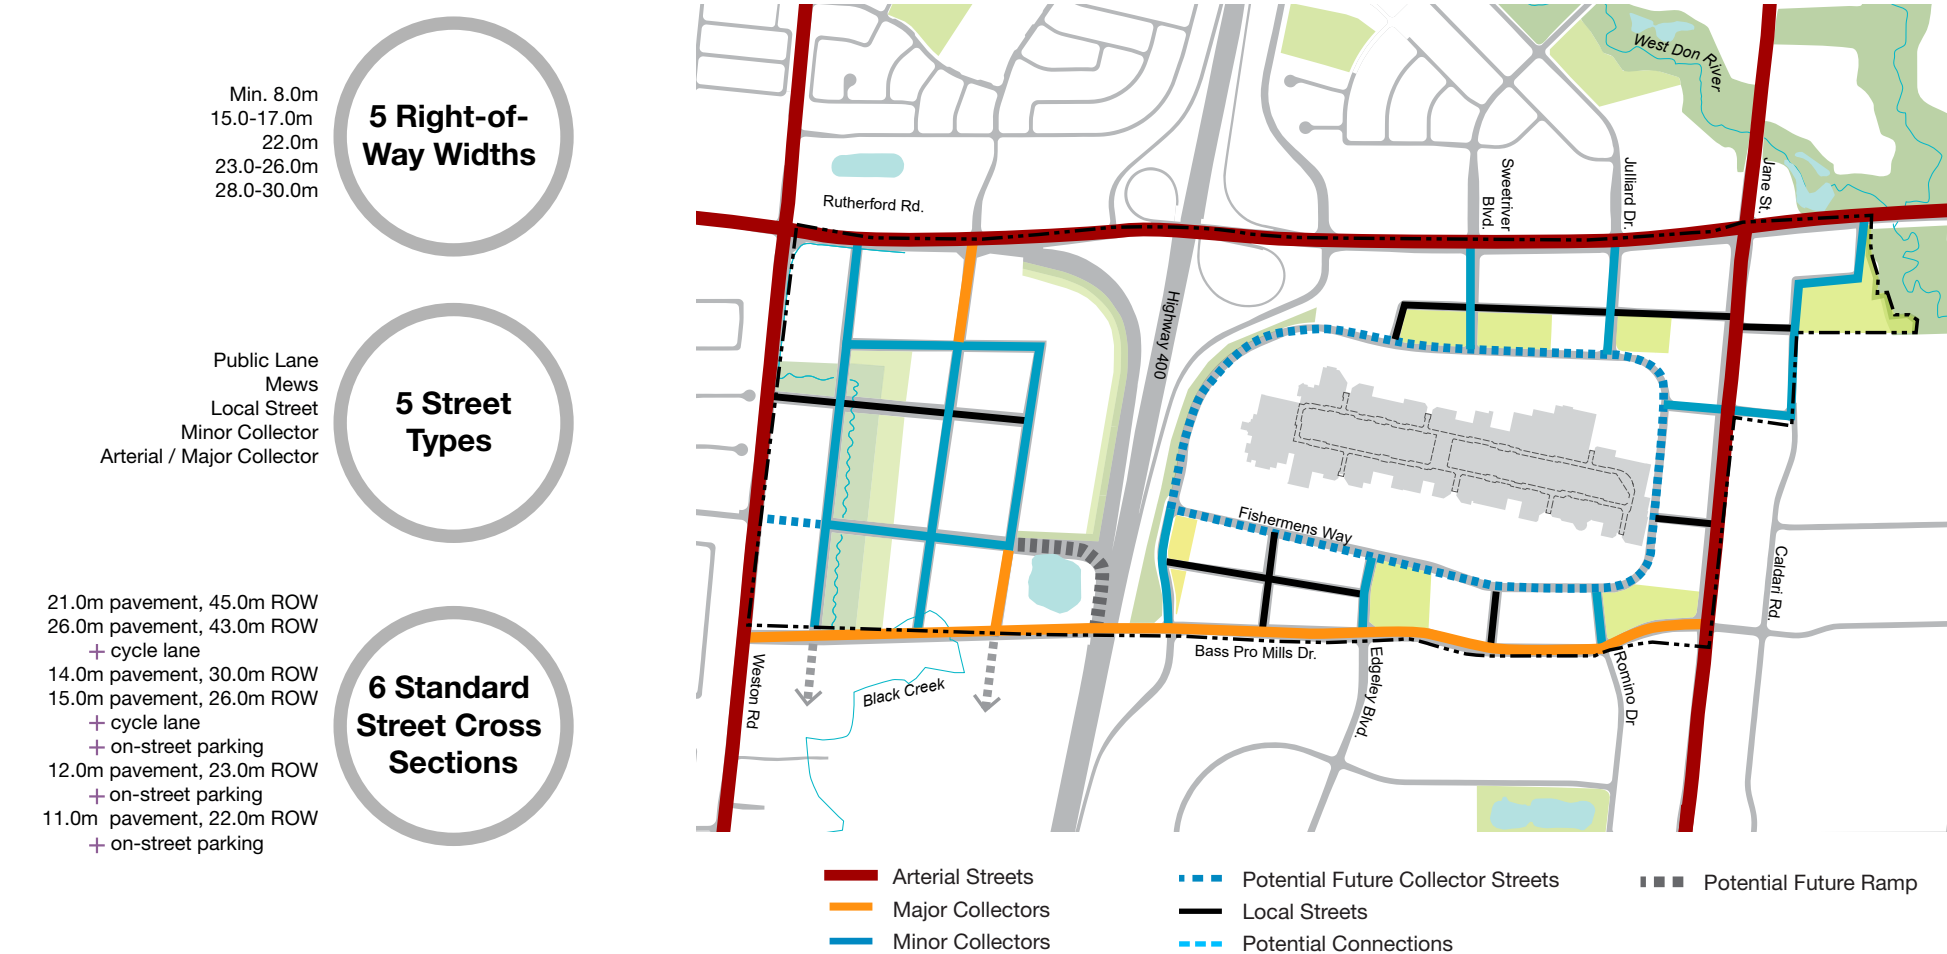 Min. 8.0m
15.0-17.0m
22.0m
23.0-26.0m
28.0-30.0m
5 Right-of-
Way Widths
Public Lane
Mews
Local Street
Minor Collector
Arterial / Major Collector
5 Street
Types
21.0m pavement, 45.0m ROW
26.0m pavement, 43.0m ROW
+ cycle lane
14.0m pavement, 30.0m ROW
15.0m pavement, 26.0m ROW
+ cycle lane
+ on-street parking
12.0m pavement, 23.0m ROW
+ on-street parking
11.0m pavement, 22.0m ROW
+ on-street parking
6 Standard
Street Cross
Sections
West Don River
Rutherford Rd.
Sweetriver
Blvd.
Julliard Dr.
Jane St.
Highway 400
Fishermens Way
Caldari Rd.
Bass Pro Mills Dr.
Weston Rd
Black Creek
Edgeley Blvd.
Romino Dr
Arterial Streets
Major Collectors
Minor Collectors
Potential Future Collector Streets
Local Streets
Potential Connections
Potential Future Ramp